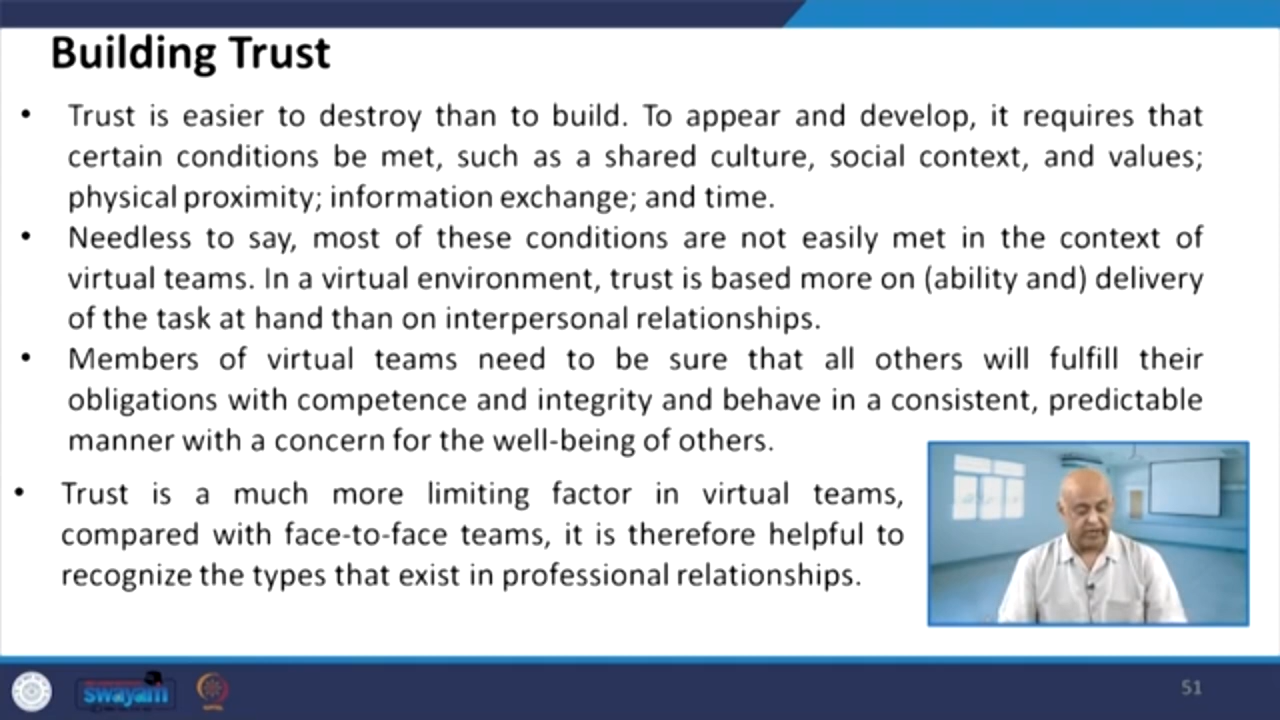 Building Trust
• Trust is easier to destroy than to build. To appear and develop, it requires that
certain conditions be met, such as a shared culture, social context, and values;
physical proximity; information exchange; and time.
• Needless to say, most of these conditions are not easily met in the context of
virtual teams. In a virtual environment, trust is based more on (ability and) delivery
of the task at hand than on interpersonal relationships.
• Members of virtual teams need to be sure that all others will fulfill their
obligations with competence and integrity and behave in a consistent, predictable
manner with a concern for the well-being of others.
• Trust is a much more limiting factor in virtual teams,
compared with face-to-face teams, it is therefore helpful to
recognize the types that exist in professional relationships.
swayam
51